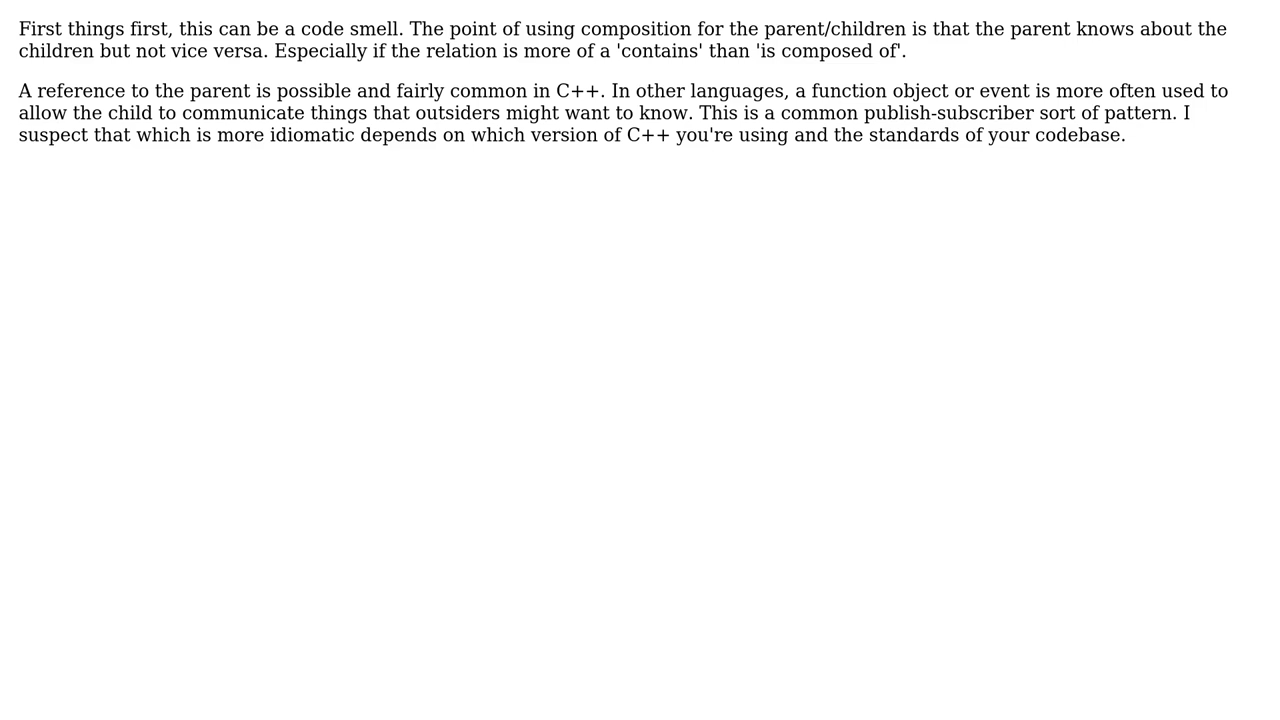 First things first, this can be a code smell. The point of using composition for the parent/children is that the parent knows about the
children but not vice versa. Especially if the relation is more of a 'contains' than 'is composed of'.
A reference to the parent is possible and fairly common in C++. In other languages, a function object or event is more often used to
allow the child to communicate things that outsiders might want to know. This is a common publish-subscriber sort of pattern. I
suspect that which is more idiomatic depends on which version of C++ you're using and the standards of your codebase.